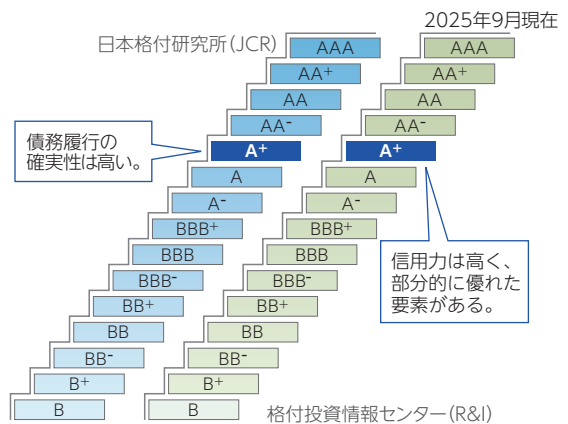 2025年9月現在
日本格付研究所(JCR)
AAA AAA
AA+ AA+
AA AA
AA- AA-
債務履行の
確実性は高い。
A+ A+
A A
A- A-
BBB+ BBB+
BBB BBB
BBB- BBB-
信用力は高く、
部分的に優れた
要素がある。
BB+ BB+
BB BB
BB- BB-
B+ B+
B B
格付投資情報センター(R&I)